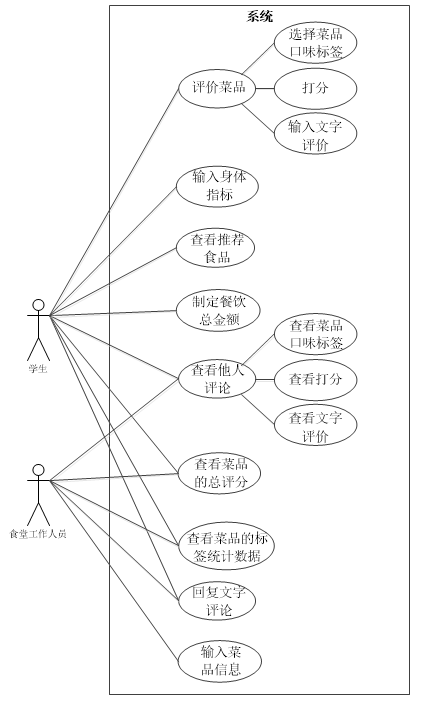 系统
选择菜品
口味标签
评价菜品
打分
输入文字
评价
输入身体
指标
查看推荐
食品
制定餐饮
总金额
学生
查看菜品
口味标签
查看他人
评论
查看打分
查看文字
评价
查看菜品
的总评分
食堂工作人员
查看菜品的标
签统计数据
回复文字
评论
输入菜
品信息